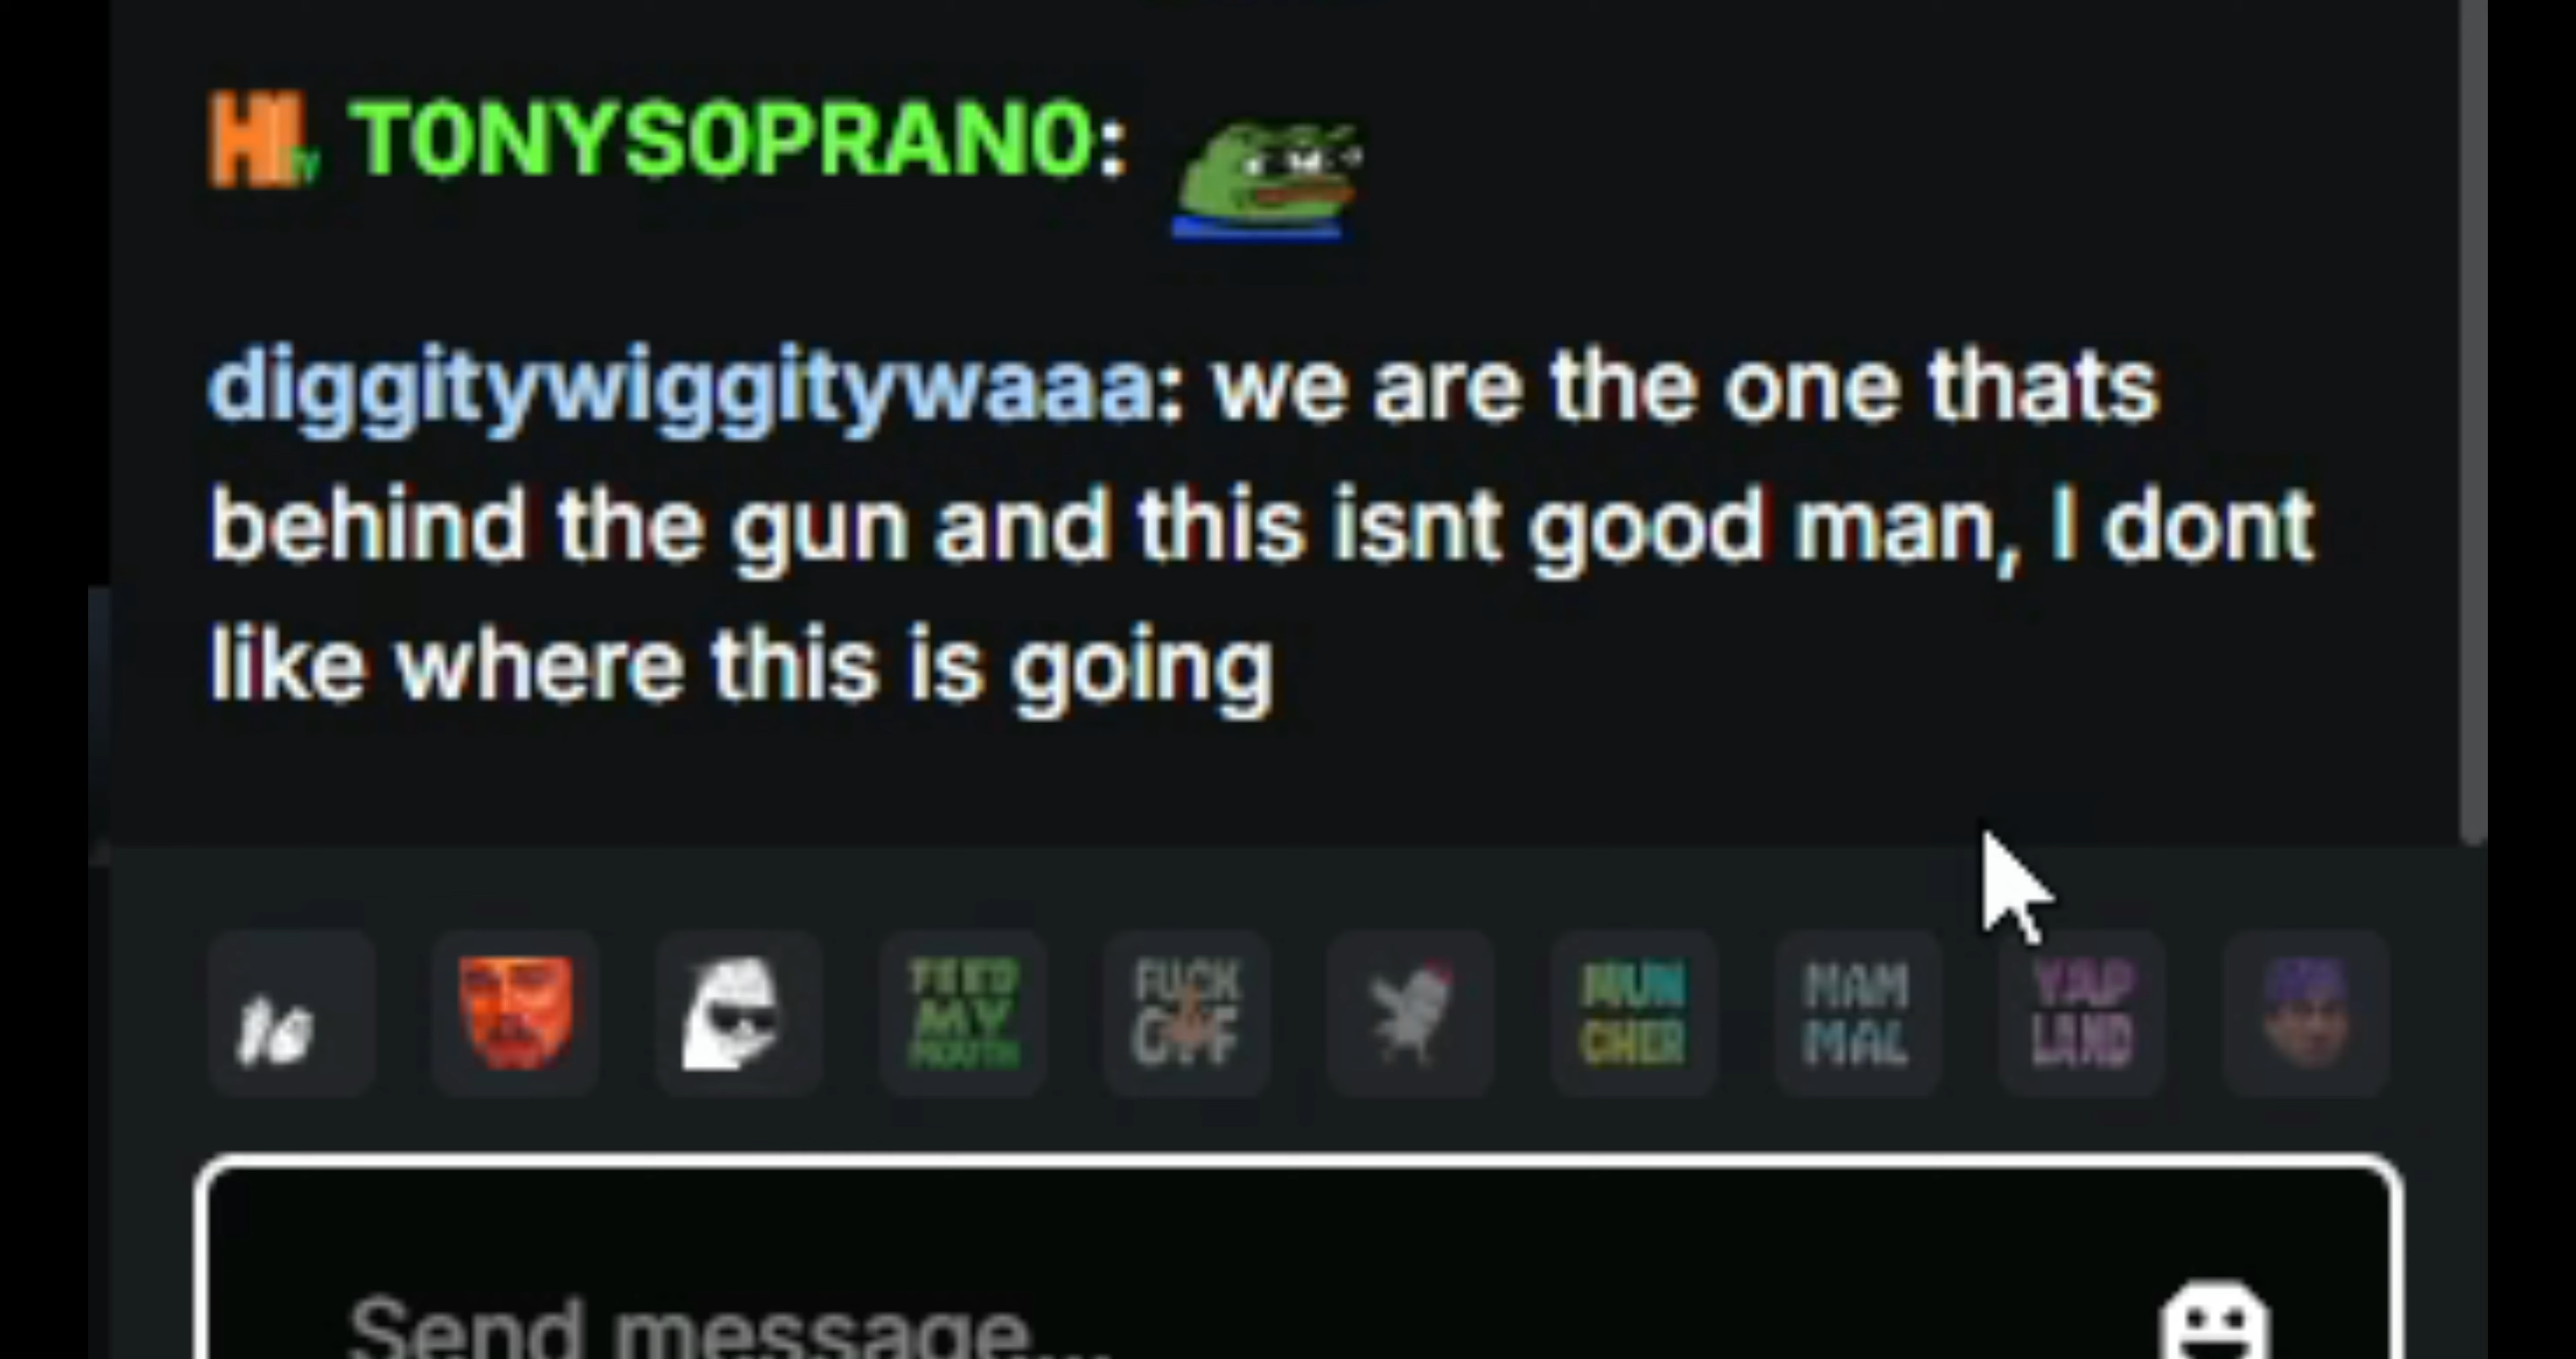 HI TONYSOPRANO:
diggitywiggitywaaa: we are the one thats
behind the gun and this isnt good man, I dont
like where this is going
FEED
MY
MOUTH
FUCK
OFF
MUN
CHER
MAM
MAL
YAP
LAND
Send message...